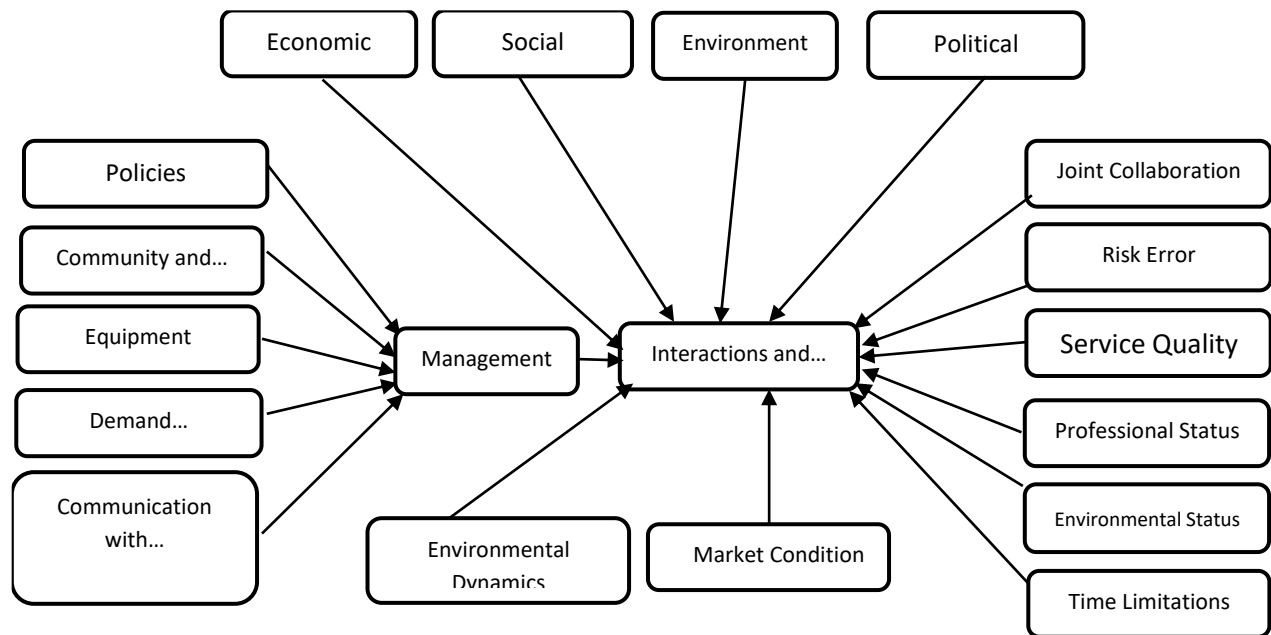 Economic
Social
Environment
Political
Policies
Community and...
Equipment
Demand...
Communication
with...
Management
Interactions and...
Joint Collaboration
Risk Error
Service Quality
Professional Status
Environmental Status
Time Limitations
Environmental
Dynamics
Market Condition